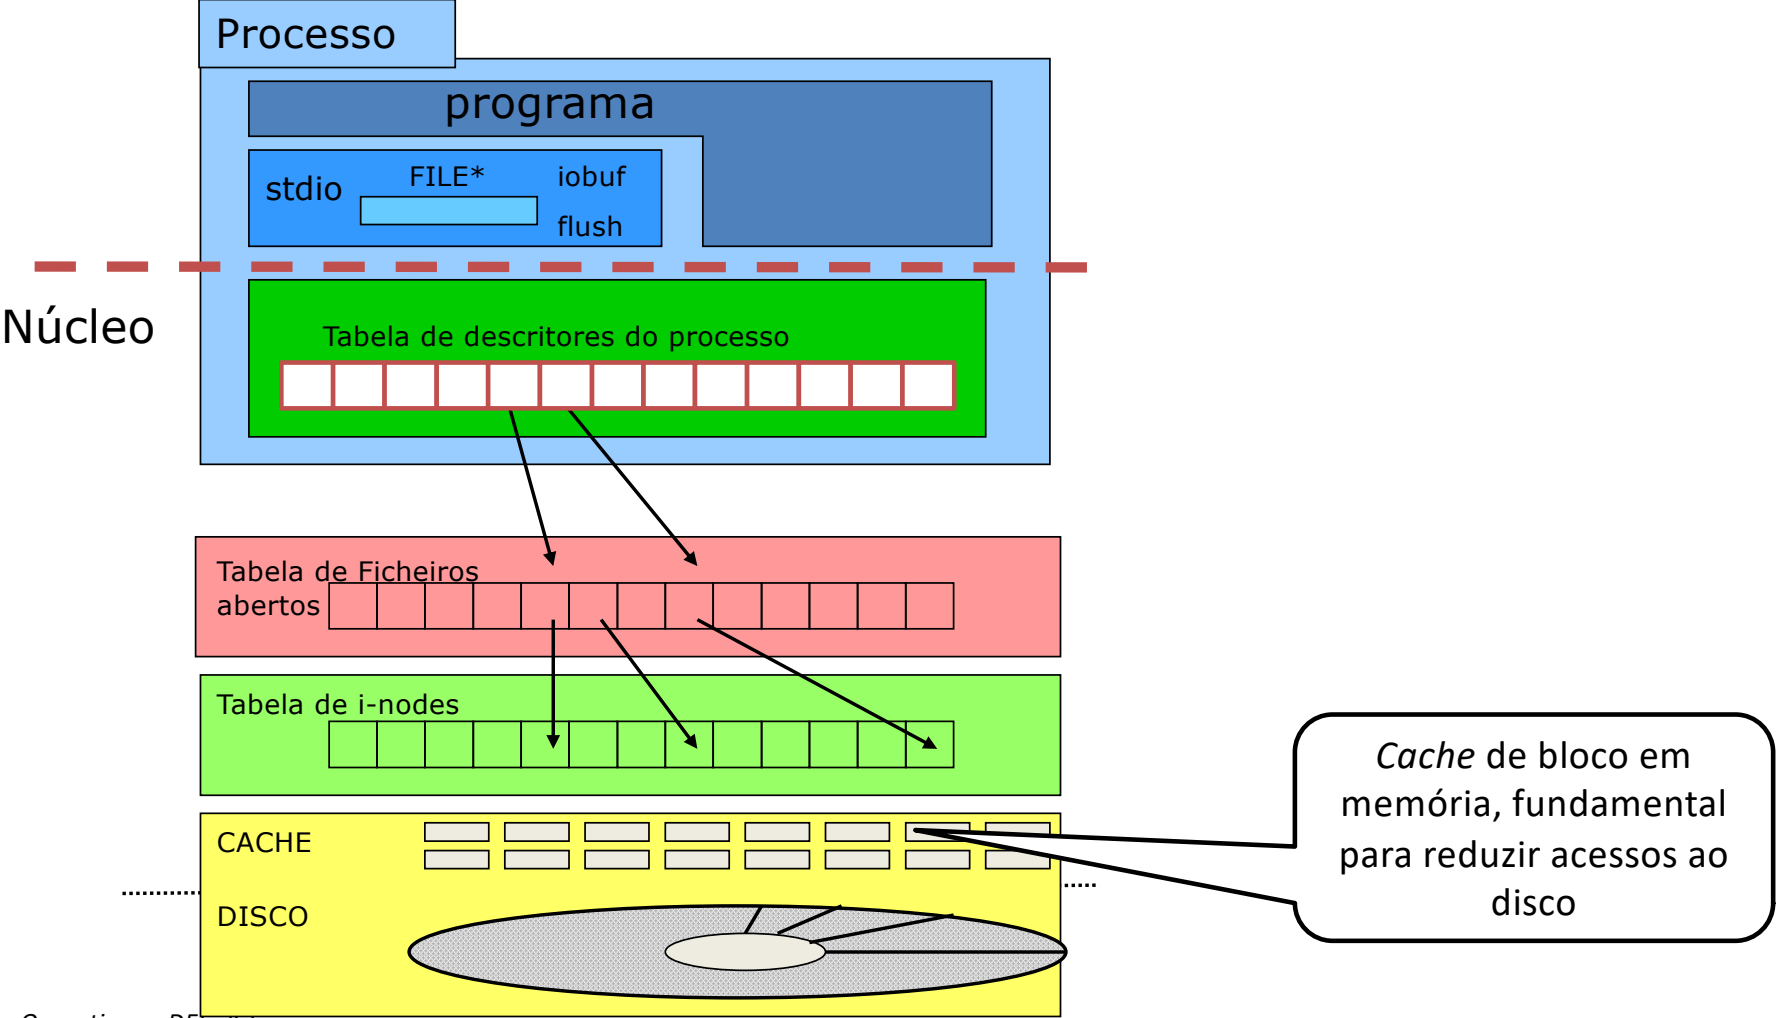 Processo
programa
stdio
FILE*
iobuf
flush
Núcleo
Tabela de descritores do processo
Tabela de Ficheiros
abertos
Tabela de i-nodes
CACHE
DISCO
Cache de bloco em
memória, fundamental
para reduzir acessos ao
disco